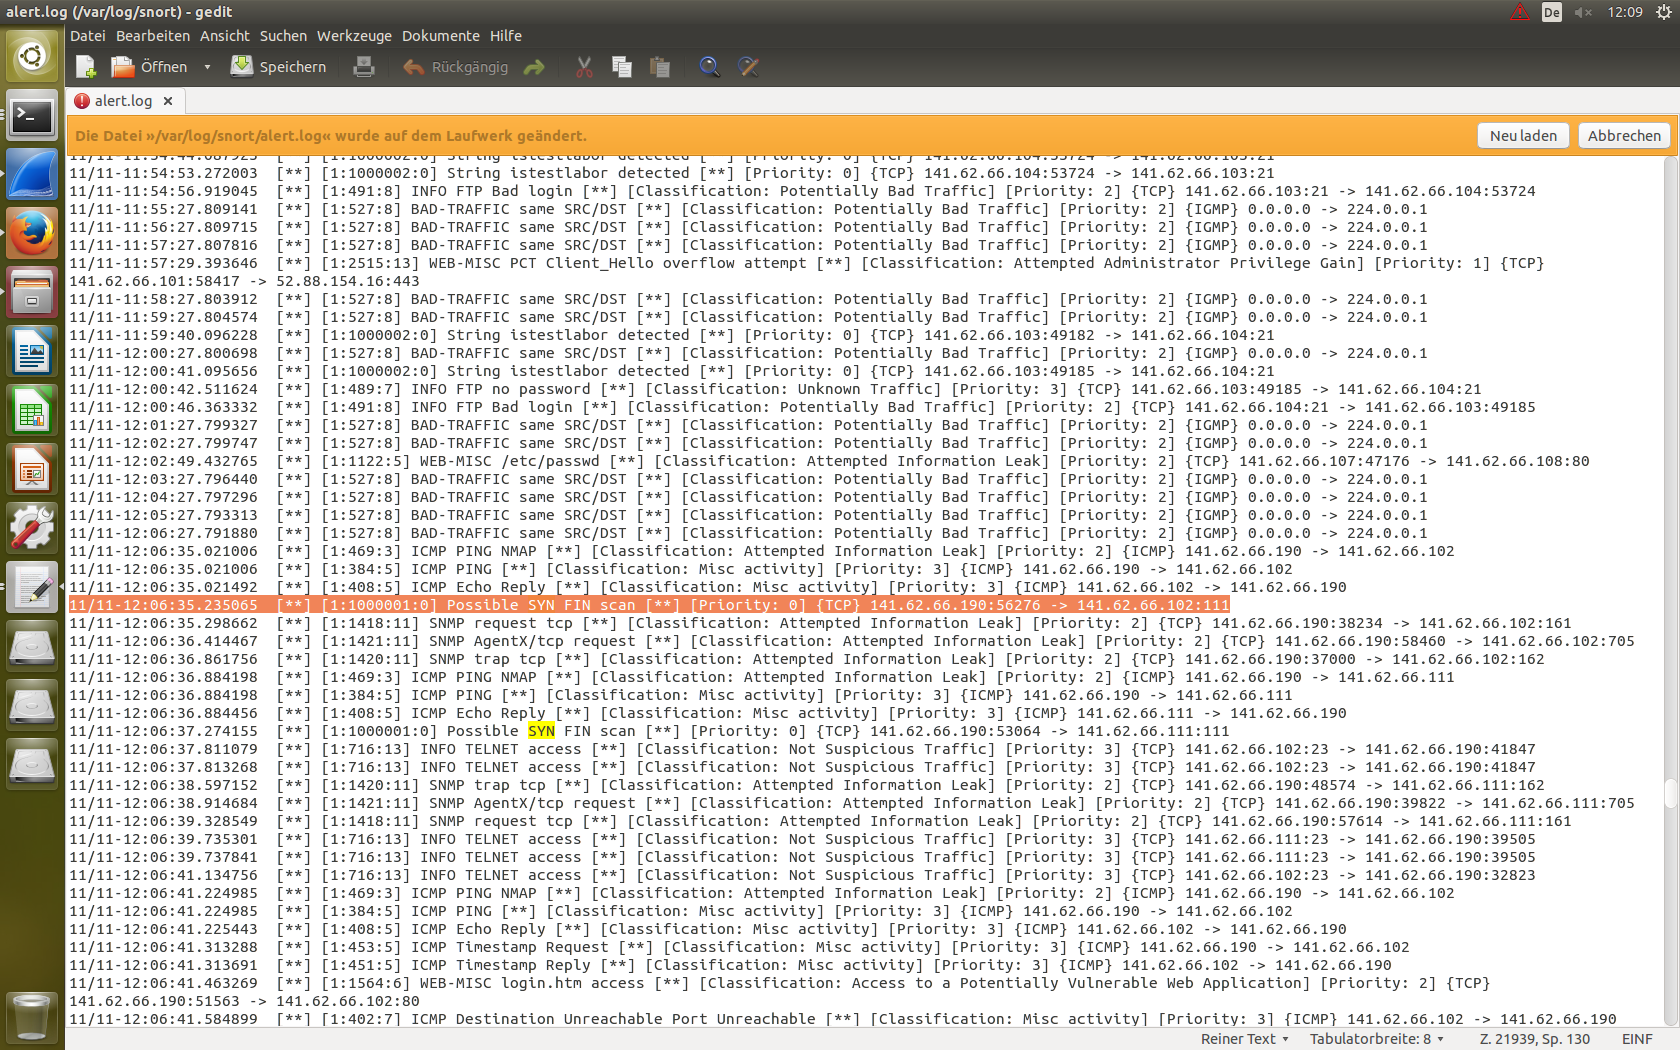 alert.log (/var/log/snort) - gedit
De 12:09
Datei Bearbeiten Ansicht Suchen Werkzeuge Dokumente Hilfe
Öffnen Speichern Rückgängig
alert.log
Die Datei »/var/log/snort/alert.log« wurde auf dem Laufwerk geändert. Neu laden Abbrechen
11/11-11:54:44.087923  [**] [1:1000002:0] String istestlabor detected [**] [Priority: 0] {TCP} 141.62.66.104:53724 -> 141.62.66.103:21
11/11-11:54:53.272003  [**] [1:1000002:0] String istestlabor detected [**] [Priority: 0] {TCP} 141.62.66.104:53724 -> 141.62.66.103:21
11/11-11:54:56.919045  [**] [1:491:8] INFO FTP Bad login [**] [Classification: Potentially Bad Traffic] [Priority: 2] {TCP} 141.62.66.103:21 -> 141.62.66.104:53724
11/11-11:55:27.809141  [**] [1:527:8] BAD-TRAFFIC same SRC/DST [**] [Classification: Potentially Bad Traffic] [Priority: 2] {IGMP} 0.0.0.0 -> 224.0.0.1
11/11-11:56:27.809715  [**] [1:527:8] BAD-TRAFFIC same SRC/DST [**] [Classification: Potentially Bad Traffic] [Priority: 2] {IGMP} 0.0.0.0 -> 224.0.0.1
11/11-11:57:27.807816  [**] [1:527:8] BAD-TRAFFIC same SRC/DST [**] [Classification: Potentially Bad Traffic] [Priority: 2] {IGMP} 0.0.0.0 -> 224.0.0.1
11/11-11:57:29.393646  [**] [1:2515:13] WEB-MISC PCT Client_Hello overflow attempt [**] [Classification: Attempted Administrator Privilege Gain] [Priority: 1] {TCP}
141.62.66.101:58417 -> 52.88.154.16:443
11/11-11:58:27.803912  [**] [1:527:8] BAD-TRAFFIC same SRC/DST [**] [Classification: Potentially Bad Traffic] [Priority: 2] {IGMP} 0.0.0.0 -> 224.0.0.1
11/11-11:59:27.804574  [**] [1:527:8] BAD-TRAFFIC same SRC/DST [**] [Classification: Potentially Bad Traffic] [Priority: 2] {IGMP} 0.0.0.0 -> 224.0.0.1
11/11-11:59:40.096228  [**] [1:1000002:0] String istestlabor detected [**] [Priority: 0] {TCP} 141.62.66.103:49182 -> 141.62.66.104:21
11/11-12:00:27.800698  [**] [1:527:8] BAD-TRAFFIC same SRC/DST [**] [Classification: Potentially Bad Traffic] [Priority: 2] {IGMP} 0.0.0.0 -> 224.0.0.1
11/11-12:00:41.095656  [**] [1:1000002:0] String istestlabor detected [**] [Priority: 0] {TCP} 141.62.66.103:49185 -> 141.62.66.104:21
11/11-12:00:42.511624  [**] [1:489:7] INFO FTP no password [**] [Classification: Unknown Traffic] [Priority: 3] {TCP} 141.62.66.103:49185 -> 141.62.66.104:21
11/11-12:00:46.363332  [**] [1:491:8] INFO FTP Bad login [**] [Classification: Potentially Bad Traffic] [Priority: 2] {TCP} 141.62.66.104:21 -> 141.62.66.103:49185
11/11-12:01:27.799327  [**] [1:527:8] BAD-TRAFFIC same SRC/DST [**] [Classification: Potentially Bad Traffic] [Priority: 2] {IGMP} 0.0.0.0 -> 224.0.0.1
11/11-12:02:27.799747  [**] [1:527:8] BAD-TRAFFIC same SRC/DST [**] [Classification: Potentially Bad Traffic] [Priority: 2] {IGMP} 0.0.0.0 -> 224.0.0.1
11/11-12:02:49.432765  [**] [1:1122:5] WEB-MISC /etc/passwd [**] [Classification: Attempted Information Leak] [Priority: 2] {TCP} 141.62.66.107:47176 -> 141.62.66.108:80
11/11-12:03:27.796440  [**] [1:527:8] BAD-TRAFFIC same SRC/DST [**] [Classification: Potentially Bad Traffic] [Priority: 2] {IGMP} 0.0.0.0 -> 224.0.0.1
11/11-12:04:27.797296  [**] [1:527:8] BAD-TRAFFIC same SRC/DST [**] [Classification: Potentially Bad Traffic] [Priority: 2] {IGMP} 0.0.0.0 -> 224.0.0.1
11/11-12:05:27.793313  [**] [1:527:8] BAD-TRAFFIC same SRC/DST [**] [Classification: Potentially Bad Traffic] [Priority: 2] {IGMP} 0.0.0.0 -> 224.0.0.1
11/11-12:06:27.791880  [**] [1:527:8] BAD-TRAFFIC same SRC/DST [**] [Classification: Potentially Bad Traffic] [Priority: 2] {IGMP} 0.0.0.0 -> 224.0.0.1
11/11-12:06:35.021006  [**] [1:469:3] ICMP PING NMAP [**] [Classification: Attempted Information Leak] [Priority: 2] {ICMP} 141.62.66.190 -> 141.62.66.102
11/11-12:06:35.021006  [**] [1:384:5] ICMP PING [**] [Classification: Misc activity] [Priority: 3] {ICMP} 141.62.66.190 -> 141.62.66.102
11/11-12:06:35.021492  [**] [1:408:5] ICMP Echo Reply [**] [Classification: Misc activity] [Priority: 3] {ICMP} 141.62.66.102 -> 141.62.66.190
11/11-12:06:35.235065  [**] [1:1000001:0] Possible SYN FIN scan [**] [Priority: 0] {TCP} 141.62.66.190:56276 -> 141.62.66.102:111
11/11-12:06:35.298662  [**] [1:1418:11] SNMP request tcp [**] [Classification: Attempted Information Leak] [Priority: 2] {TCP} 141.62.66.190:38234 -> 141.62.66.102:161
11/11-12:06:36.414467  [**] [1:1421:11] SNMP AgentX/tcp request [**] [Classification: Attempted Information Leak] [Priority: 2] {TCP} 141.62.66.190:58460 -> 141.62.66.102:705
11/11-12:06:36.861756  [**] [1:1420:11] SNMP trap tcp [**] [Classification: Attempted Information Leak] [Priority: 2] {TCP} 141.62.66.190:37000 -> 141.62.66.102:162
11/11-12:06:36.884198  [**] [1:469:3] ICMP PING NMAP [**] [Classification: Attempted Information Leak] [Priority: 2] {ICMP} 141.62.66.190 -> 141.62.66.111
11/11-12:06:36.884198  [**] [1:384:5] ICMP PING [**] [Classification: Misc activity] [Priority: 3] {ICMP} 141.62.66.190 -> 141.62.66.111
11/11-12:06:36.884456  [**] [1:408:5] ICMP Echo Reply [**] [Classification: Misc activity] [Priority: 3] {ICMP} 141.62.66.111 -> 141.62.66.190
11/11-12:06:37.274155  [**] [1:1000001:0] Possible SYN FIN scan [**] [Priority: 0] {TCP} 141.62.66.190:53064 -> 141.62.66.111:111
11/11-12:06:37.811079  [**] [1:716:13] INFO TELNET access [**] [Classification: Not Suspicious Traffic] [Priority: 3] {TCP} 141.62.66.102:23 -> 141.62.66.190:41847
11/11-12:06:37.813268  [**] [1:716:13] INFO TELNET access [**] [Classification: Not Suspicious Traffic] [Priority: 3] {TCP} 141.62.66.102:23 -> 141.62.66.190:41847
11/11-12:06:38.597152  [**] [1:1420:11] SNMP trap tcp [**] [Classification: Attempted Information Leak] [Priority: 2] {TCP} 141.62.66.190:48574 -> 141.62.66.111:162
11/11-12:06:38.914684  [**] [1:1421:11] SNMP AgentX/tcp request [**] [Classification: Attempted Information Leak] [Priority: 2] {TCP} 141.62.66.190:39822 -> 141.62.66.111:705
11/11-12:06:39.328549  [**] [1:1418:11] SNMP request tcp [**] [Classification: Attempted Information Leak] [Priority: 2] {TCP} 141.62.66.190:57614 -> 141.62.66.111:161
11/11-12:06:39.735301  [**] [1:716:13] INFO TELNET access [**] [Classification: Not Suspicious Traffic] [Priority: 3] {TCP} 141.62.66.111:23 -> 141.62.66.190:39505
11/11-12:06:39.737841  [**] [1:716:13] INFO TELNET access [**] [Classification: Not Suspicious Traffic] [Priority: 3] {TCP} 141.62.66.111:23 -> 141.62.66.190:39505
11/11-12:06:41.134756  [**] [1:716:13] INFO TELNET access [**] [Classification: Not Suspicious Traffic] [Priority: 3] {TCP} 141.62.66.102:23 -> 141.62.66.190:32823
11/11-12:06:41.224985  [**] [1:469:3] ICMP PING NMAP [**] [Classification: Attempted Information Leak] [Priority: 2] {ICMP} 141.62.66.190 -> 141.62.66.102
11/11-12:06:41.224985  [**] [1:384:5] ICMP PING [**] [Classification: Misc activity] [Priority: 3] {ICMP} 141.62.66.190 -> 141.62.66.102
11/11-12:06:41.225443  [**] [1:408:5] ICMP Echo Reply [**] [Classification: Misc activity] [Priority: 3] {ICMP} 141.62.66.102 -> 141.62.66.190
11/11-12:06:41.313288  [**] [1:453:5] ICMP Timestamp Request [**] [Classification: Misc activity] [Priority: 3] {ICMP} 141.62.66.190 -> 141.62.66.102
11/11-12:06:41.313691  [**] [1:451:5] ICMP Timestamp Reply [**] [Classification: Misc activity] [Priority: 3] {ICMP} 141.62.66.102 -> 141.62.66.190
11/11-12:06:41.463269  [**] [1:1564:6] WEB-MISC login.htm access [**] [Classification: Access to a Potentially Vulnerable Web Application] [Priority: 2] {TCP}
141.62.66.190:51563 -> 141.62.66.102:80
11/11-12:06:41.584899  [**] [1:402:7] ICMP Destination Unreachable Port Unreachable [**] [Classification: Misc activity] [Priority: 3] {ICMP} 141.62.66.102 -> 141.62.66.190
Reiner Text Tabulatorbreite: 8 Z. 21939, Sp. 130 EINF